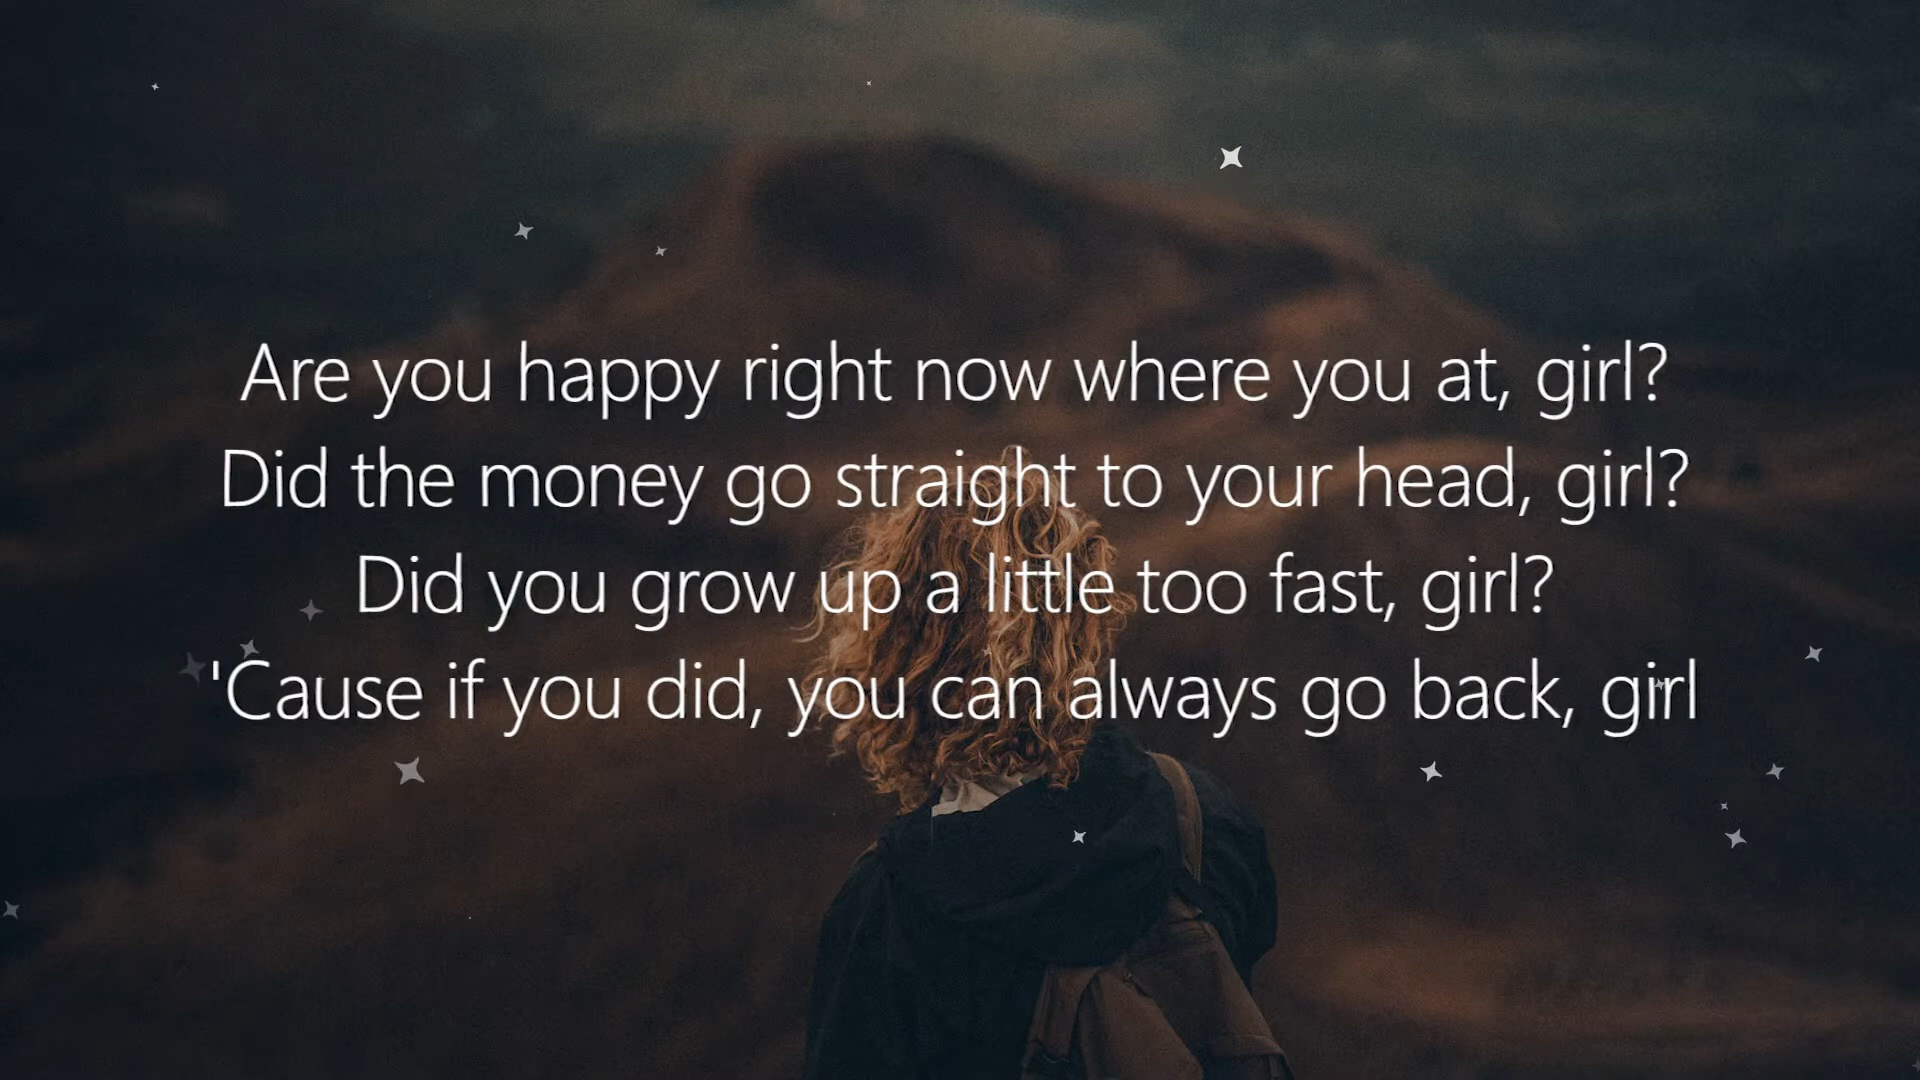 Are you happy right now where you at, girl?
Did the money go straight to your head, girl?
Did you grow up a little too fast, girl?
'Cause if you did, you can always go back, girl